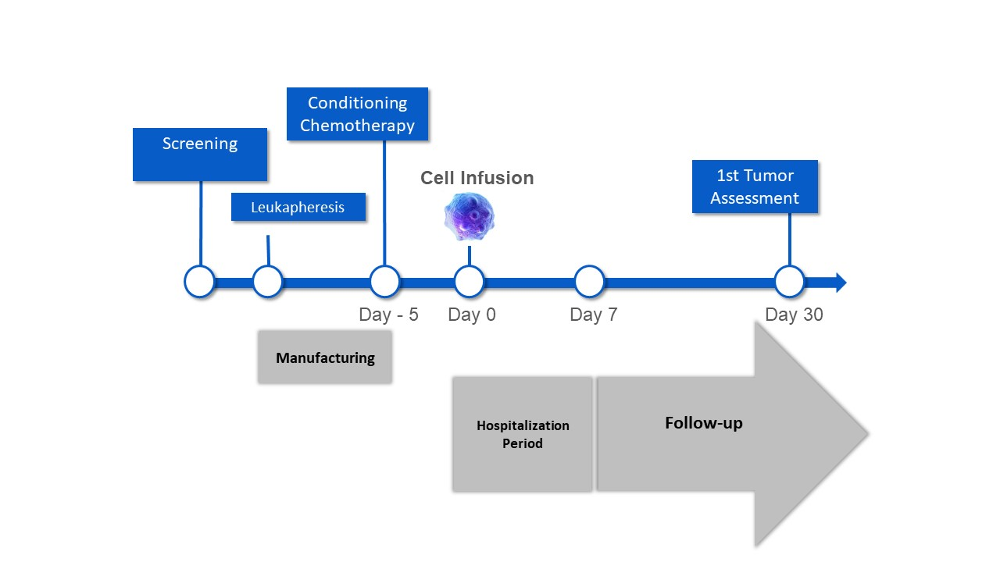 Conditioning
Chemotherapy
Screening
Leukapheresis
Cell Infusion
1st Tumor
Assessment
Day - 5
Day 0
Day 7
Day 30
Manufacturing
Hospitalization
Period
Follow-up